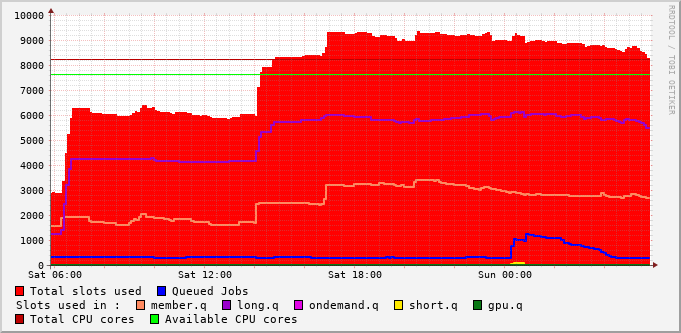 10000
9000
8000
7000
6000
5000
4000
3000
2000
1000
0
Sat 06:00 Sat 12:00 Sat 18:00 Sun 00:00
RRDTOOL / TOBI OETIKER
Total slots used Queued Jobs
Slots used in : member.q long.q ondemand.q short.q gpu.q
Total CPU cores Available CPU cores